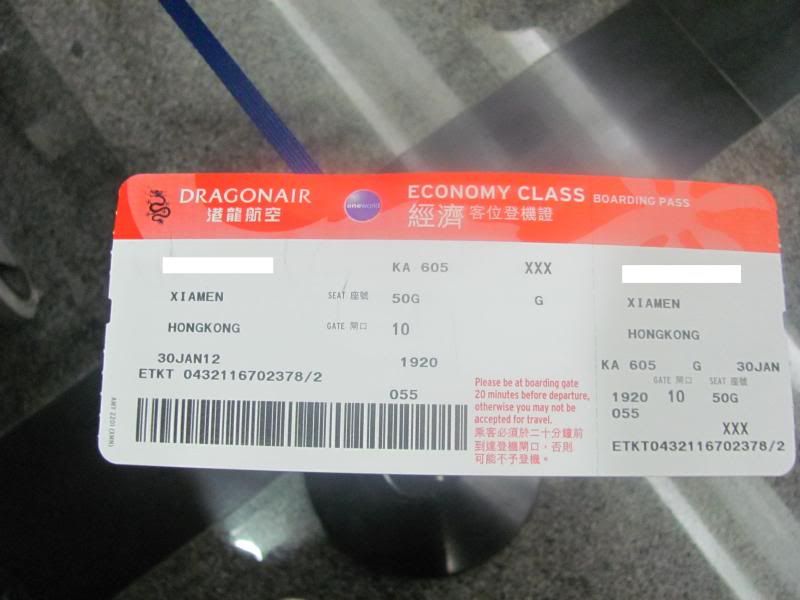 DRAGONAIR
港龍航空
oneworld
ECONOMY CLASS BOARDING PASS
經濟客位登機證
KA 605 XXX
XIAMEN SEAT 座號 50G G
HONGKONG GATE 閘口 10
30JAN12 1920
ETKT 0432116702378/2
055
Please be at boarding gate
20 minutes before departure,
otherwise you may not be
accepted for travel.
乘客必須於二十分鐘前
到達登機閘口，否則
可能不予登機。
XIAMEN
HONGKONG
KA 605 G 30JAN
GATE 閘口 SEAT 座號
1920 10 50G
055
XXX
ETKT0432116702378/2